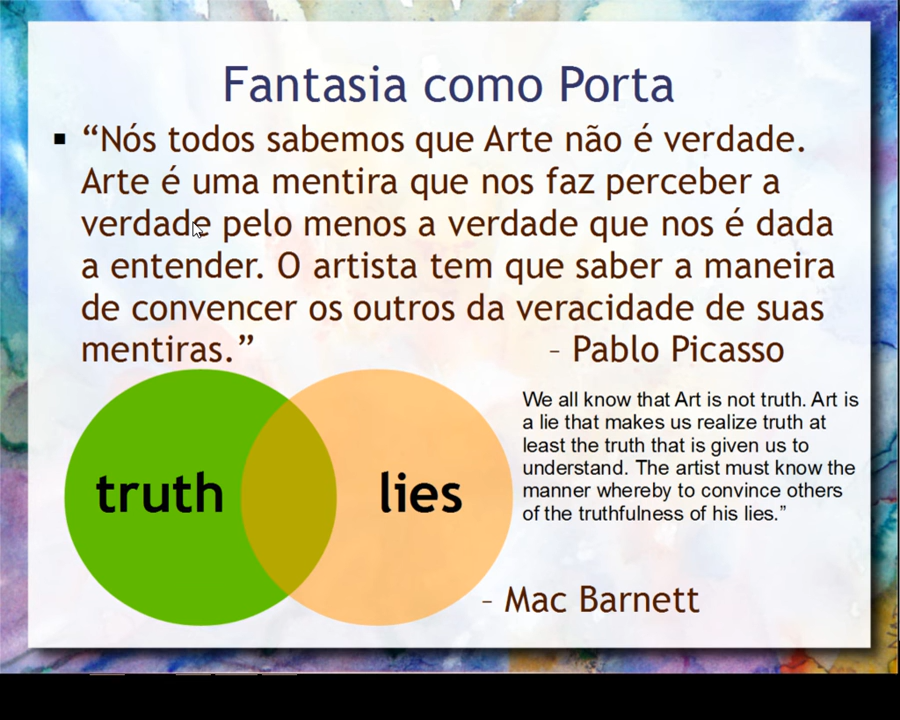 Fantasia como Porta
“Nós todos sabemos que Arte não é verdade.
Arte é uma mentira que nos faz perceber a
verdade pelo menos a verdade que nos é dada
a entender. O artista tem que saber a maneira
de convencer os outros da veracidade de suas
mentiras.” – Pablo Picasso
We all know that Art is not truth. Art is
a lie that makes us realize truth at
least the truth that is given us to
understand. The artist must know the
manner whereby to convince others
of the truthfulness of his lies.”
truth lies
– Mac Barnett